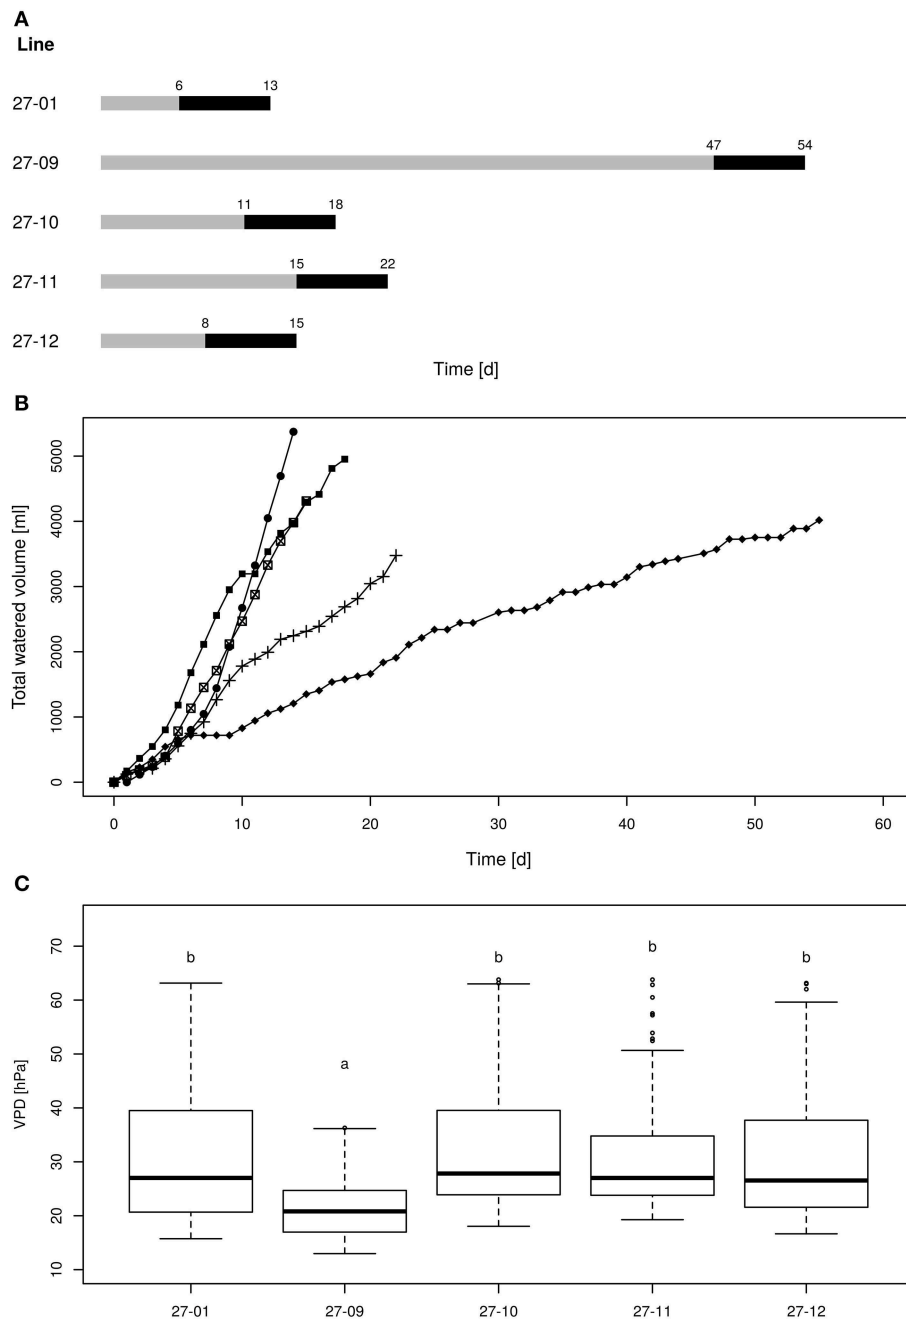 A
Line
6 13
27-01
47 54
27-09
11 18
27-10
15 22
27-11
8 15
27-12
Time [d]
B
Total watered volume [ml]
5000
4000
3000
2000
1000
0
0 10 20 30 40 50 60
Time [d]
C
VPD [hPa]
70
60
50
40
30
20
10
b a b b b
27-01 27-09 27-10 27-11 27-12